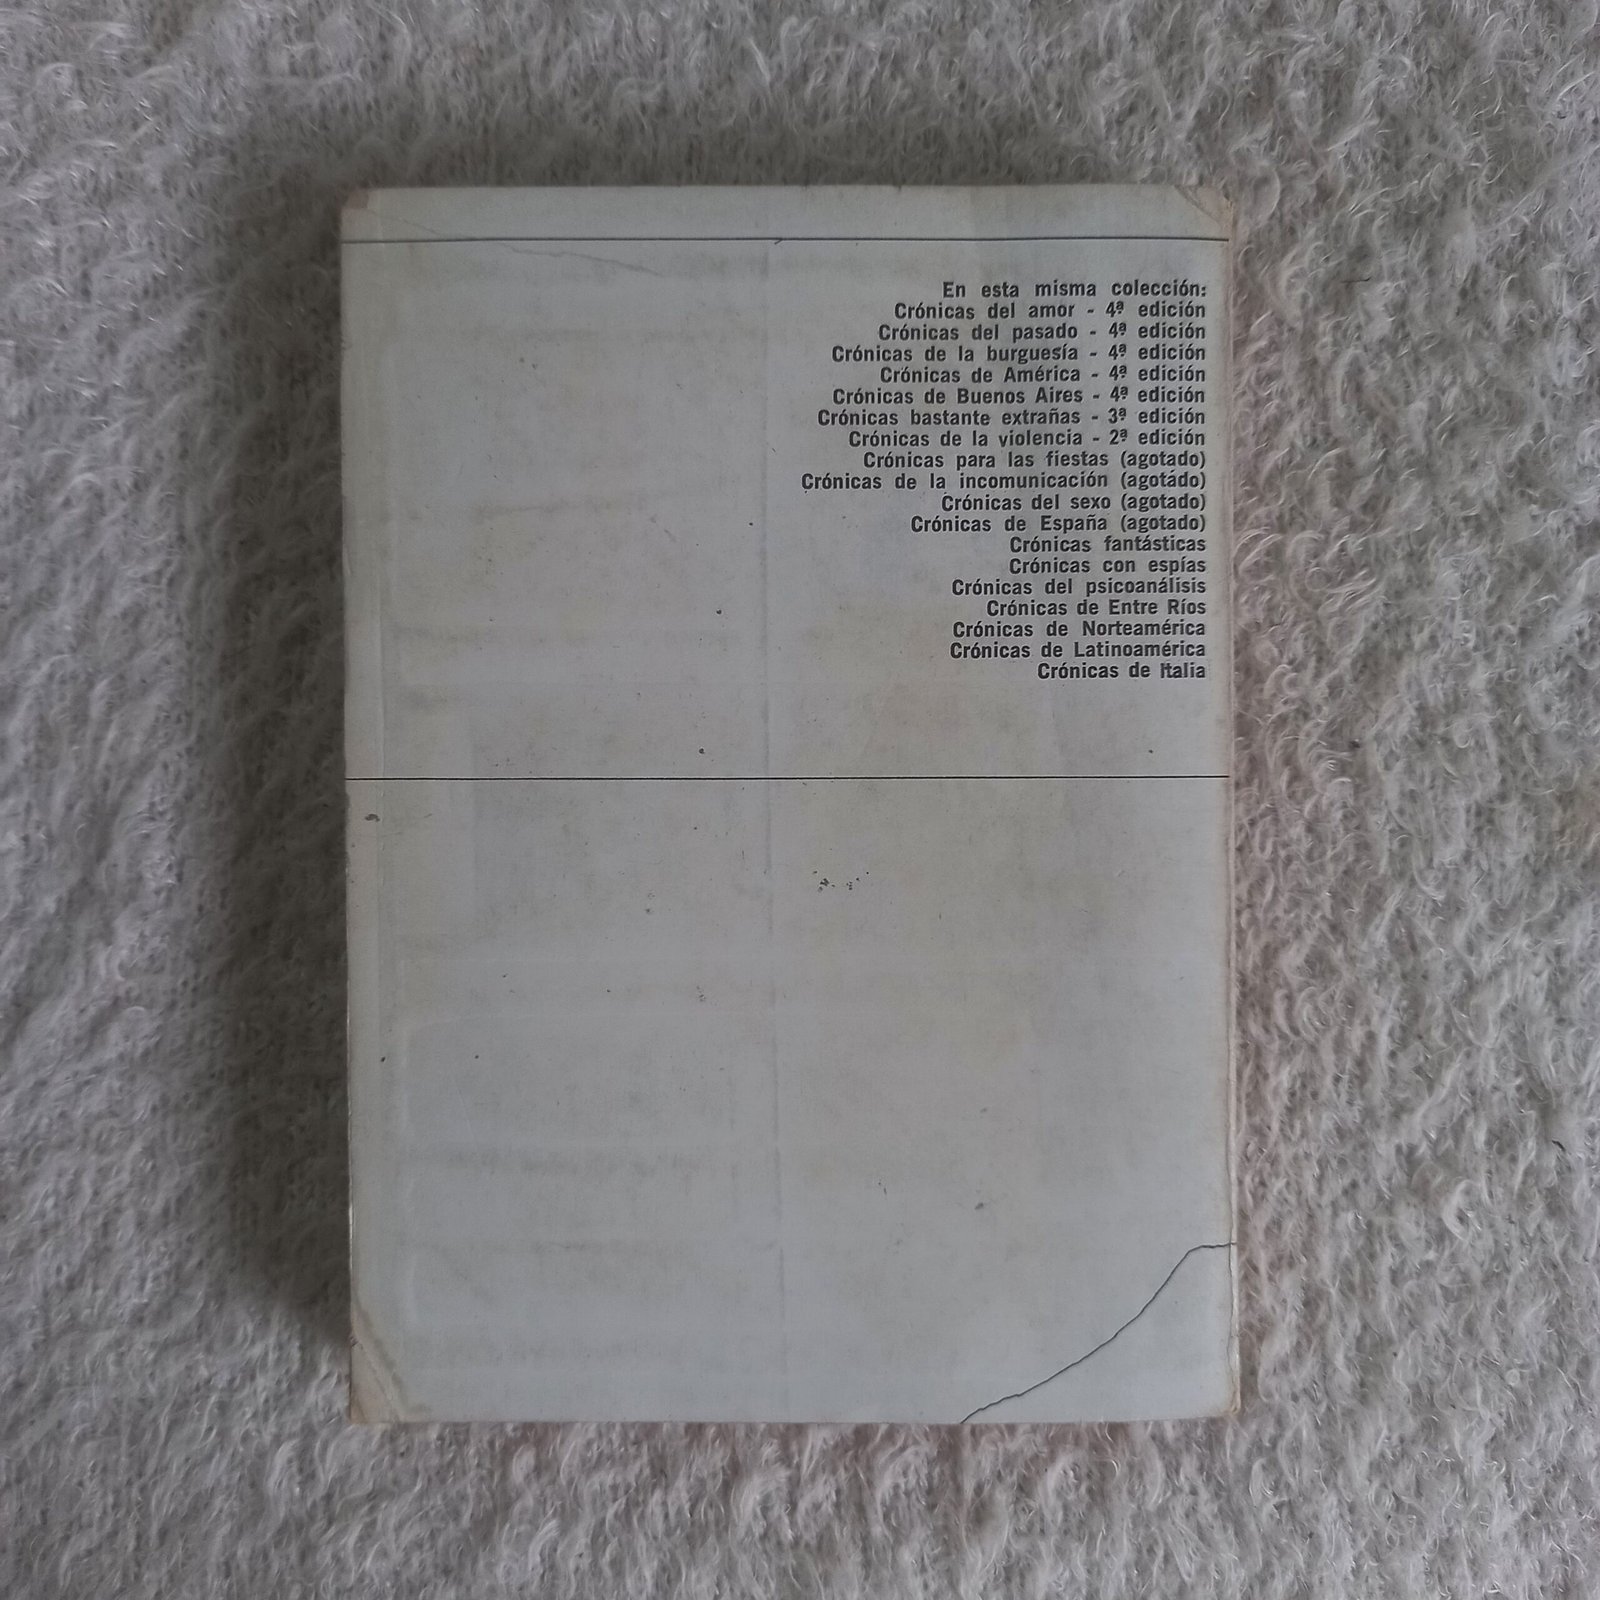 En esta misma colección:
Crónicas del amor - 4ª edición
Crónicas del pasado - 4ª edición
Crónicas de la burguesía - 4ª edición
Crónicas de América - 4ª edición
Crónicas de Buenos Aires - 4ª edición
Crónicas bastante extrañas - 3ª edición
Crónicas de la violencia - 2ª edición
Crónicas para las fiestas (agotado)
Crónicas de la incomunicación (agotado)
Crónicas del sexo (agotado)
Crónicas de España (agotado)
Crónicas fantásticas
Crónicas con espías
Crónicas del psicoanálisis
Crónicas de Entre Ríos
Crónicas de Norteamérica
Crónicas de Latinoamérica
Crónicas de Italia